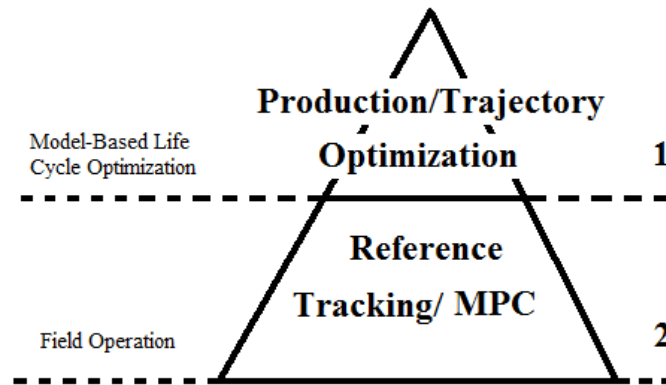 Production/Trajectory
Model-Based Life
Cycle Optimization
Optimization
1
Reference
Tracking/ MPC
Field Operation
2